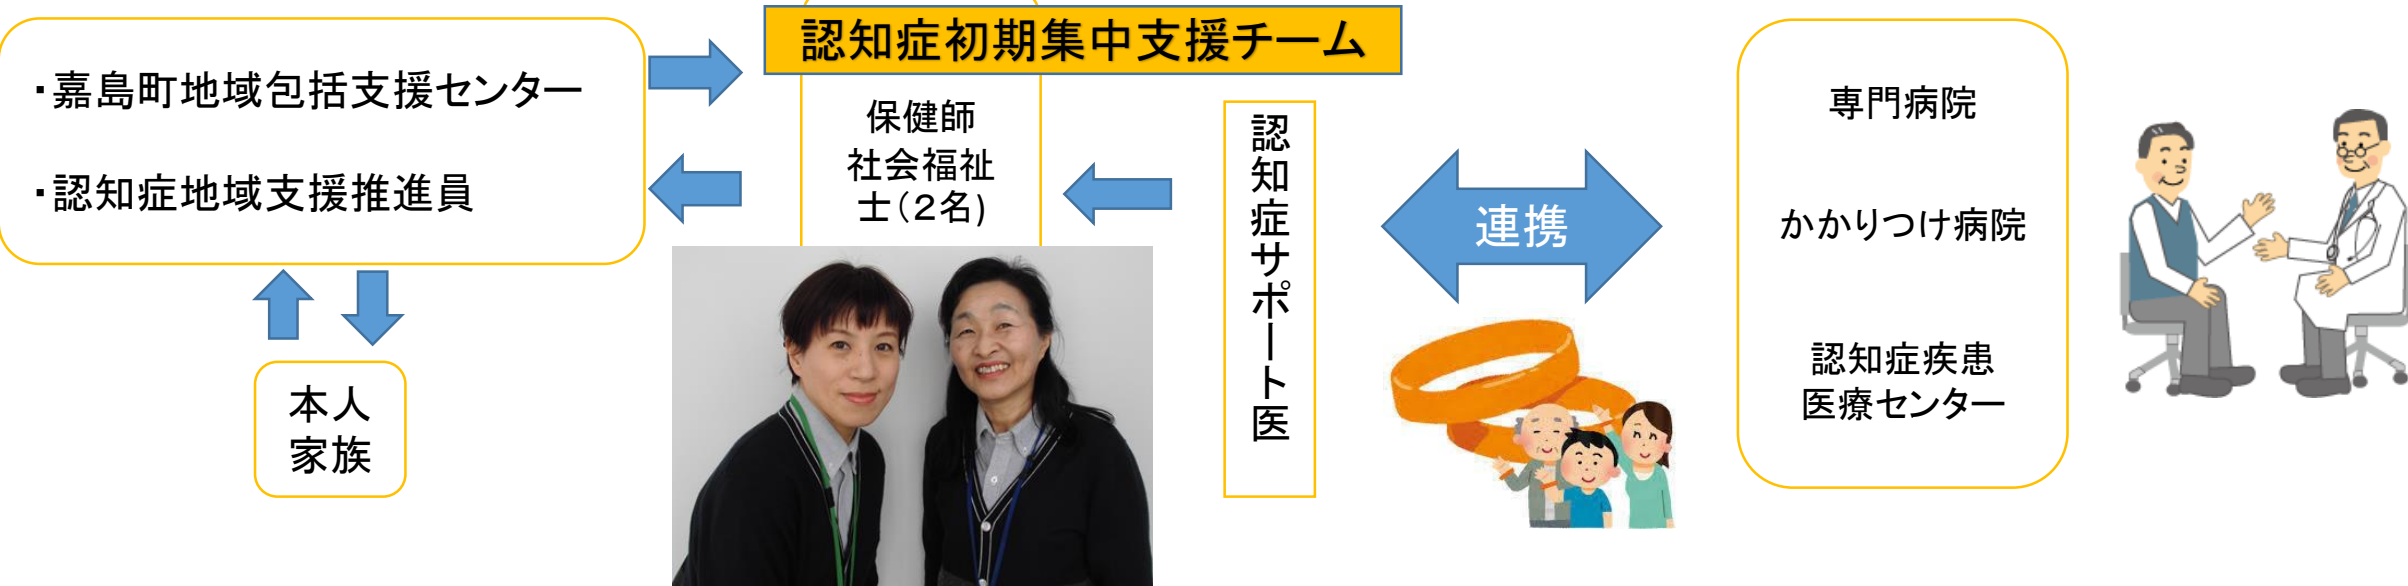 認知症初期集中支援チーム
・嘉島町地域包括支援センター
・認知症地域支援推進員
本人
家族
保健師
社会福祉
士(２名)
認知症サポート医
連携
専門病院
かかりつけ病院
認知症疾患
医療センター